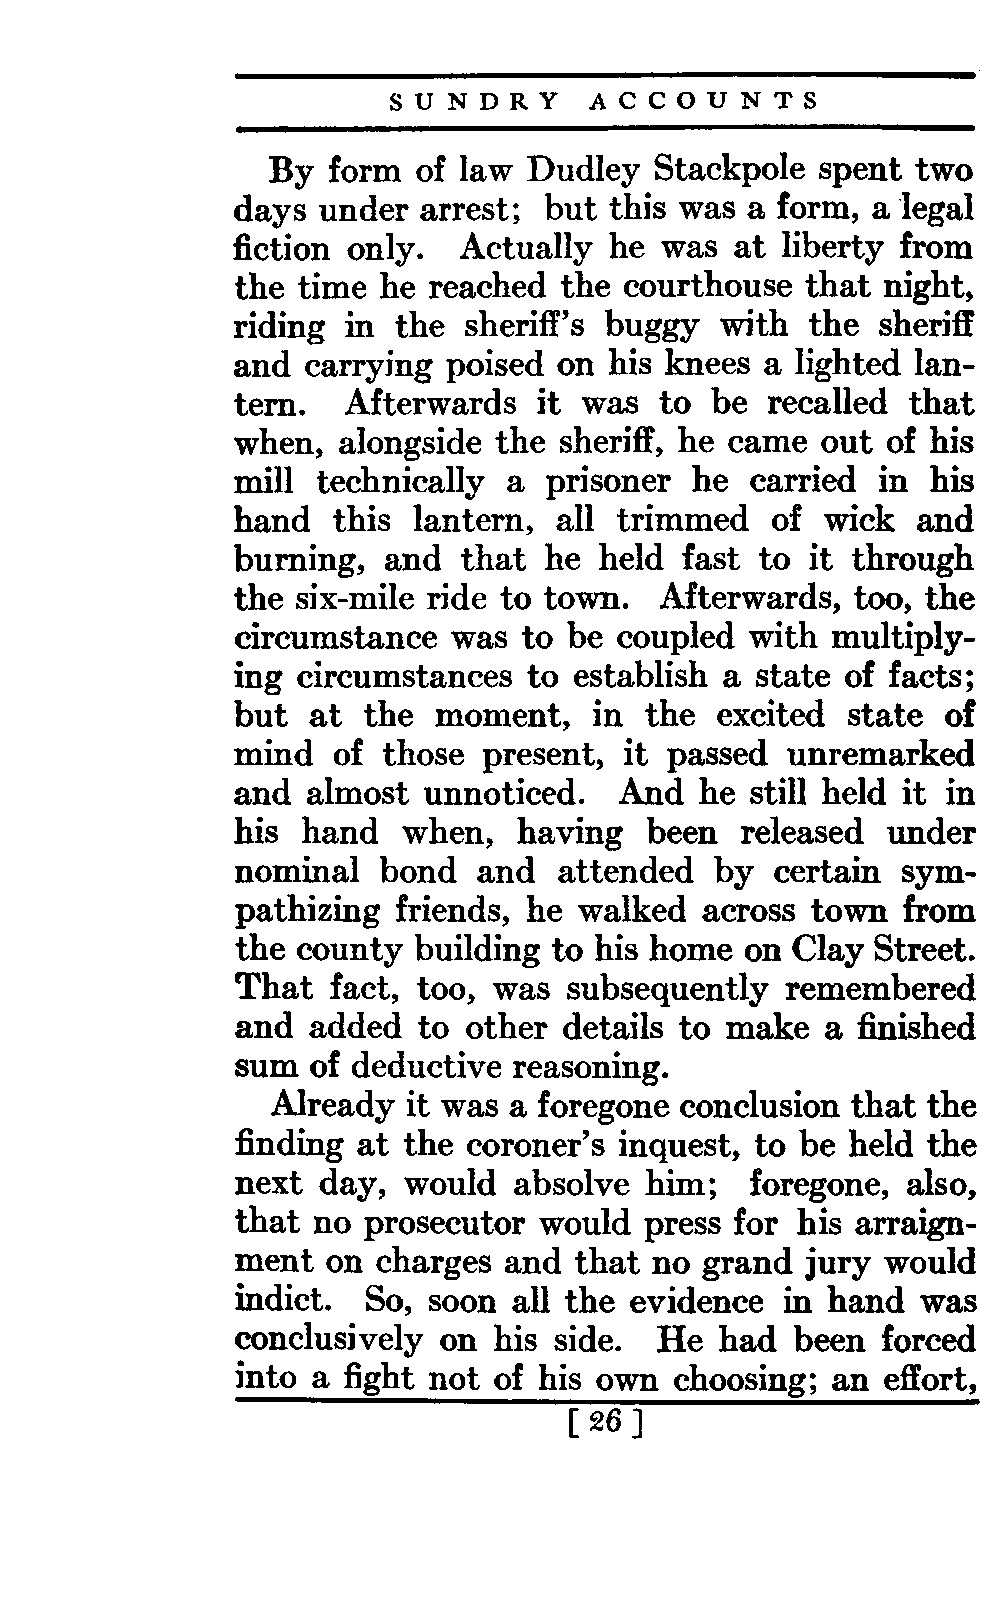 SUNDRY ACCOUNTS
By form of law Dudley Stackpole spent two
days under arrest; but this was a form, a legal
fiction only. Actually he was at liberty from
the time he reached the courthouse that night,
riding in the sheriff's buggy with the sheriff
and carrying poised on his knees a lighted lan-
tern. Afterwards it was to be recalled that
when, alongside the sheriff, he came out of his
mill technically a prisoner he carried in his
hand this lantern, all trimmed of wick and
burning, and that he held fast to it through
the six-mile ride to town. Afterwards, too, the
circumstance was to be coupled with multiply-
ing circumstances to establish a state of facts;
but at the moment, in the excited state of
mind of those present, it passed unremarked
and almost unnoticed. And he still held it in
his hand when, having been released under
nominal bond and attended by certain sym-
pathizing friends, he walked across town from
the county building to his home on Clay Street.
That fact, too, was subsequently remembered
and added to other details to make a finished
sum of deductive reasoning.
Already it was a foregone conclusion that the
finding at the coroner's inquest, to be held the
next day, would absolve him; foregone, also,
that no prosecutor would press for his arraign-
ment on charges and that no grand jury would
indict. So, soon all the evidence in hand was
conclusively on his side. He had been forced
into a fight not of his own choosing; an effort,
[ 26 ]